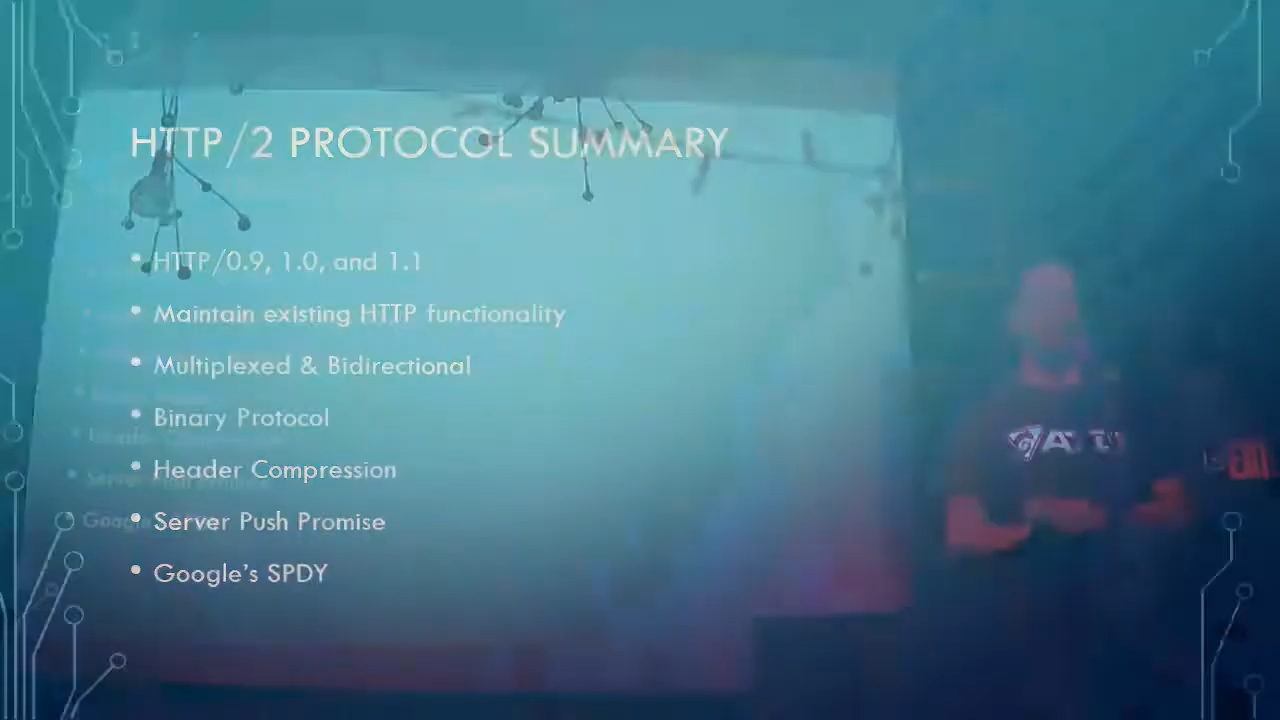 HTTP/2 PROTOCOL SUMMARY
• HTTP/0.9, 1.0, and 1.1
• Maintain existing HTTP functionality
• Multiplexed & Bidirectional
• Binary Protocol
• Header Compression
• Server Push Promise
• Google's SPDY